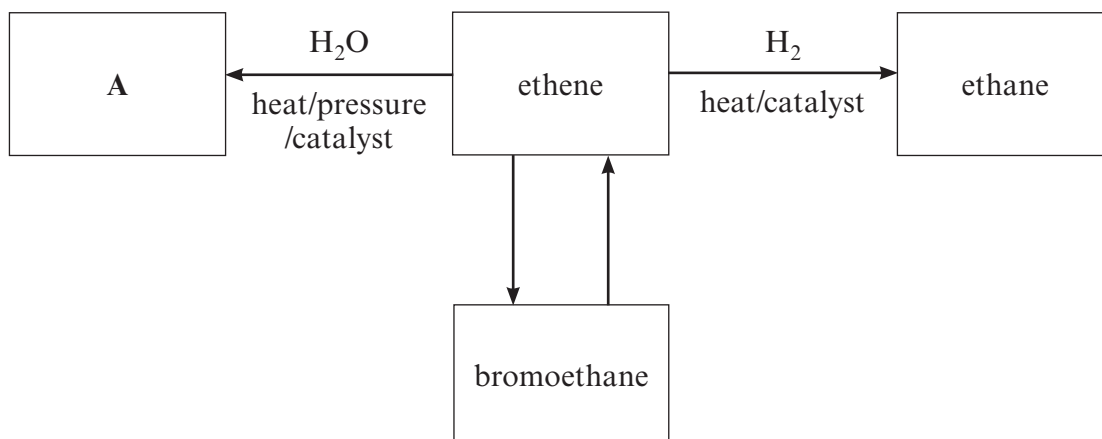 A
H₂O
heat/pressure
/catalyst
ethene
H₂
heat/catalyst
ethane
bromoethane